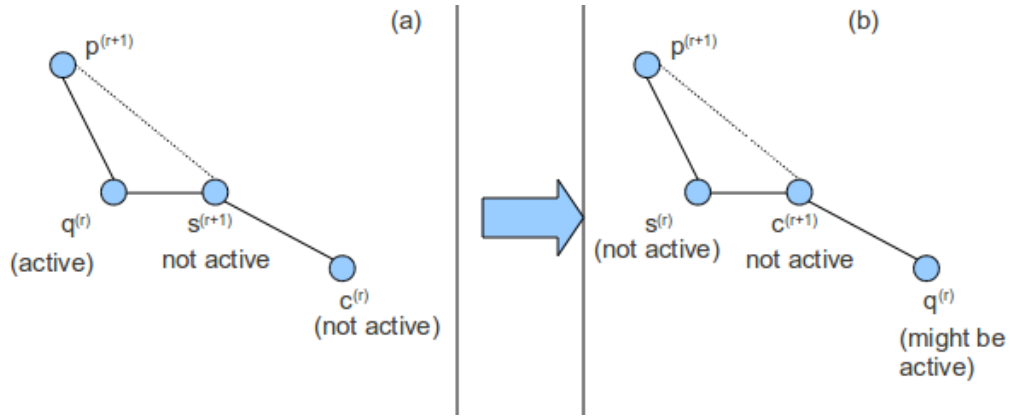 (a)
p^(r+1)
q^(r)
s^(r+1)
(active)
not active
c^(r)
(not active)
(b)
p^(r+1)
s^(r)
c^(r+1)
(not active)
not active
q^(r)
(might be
active)